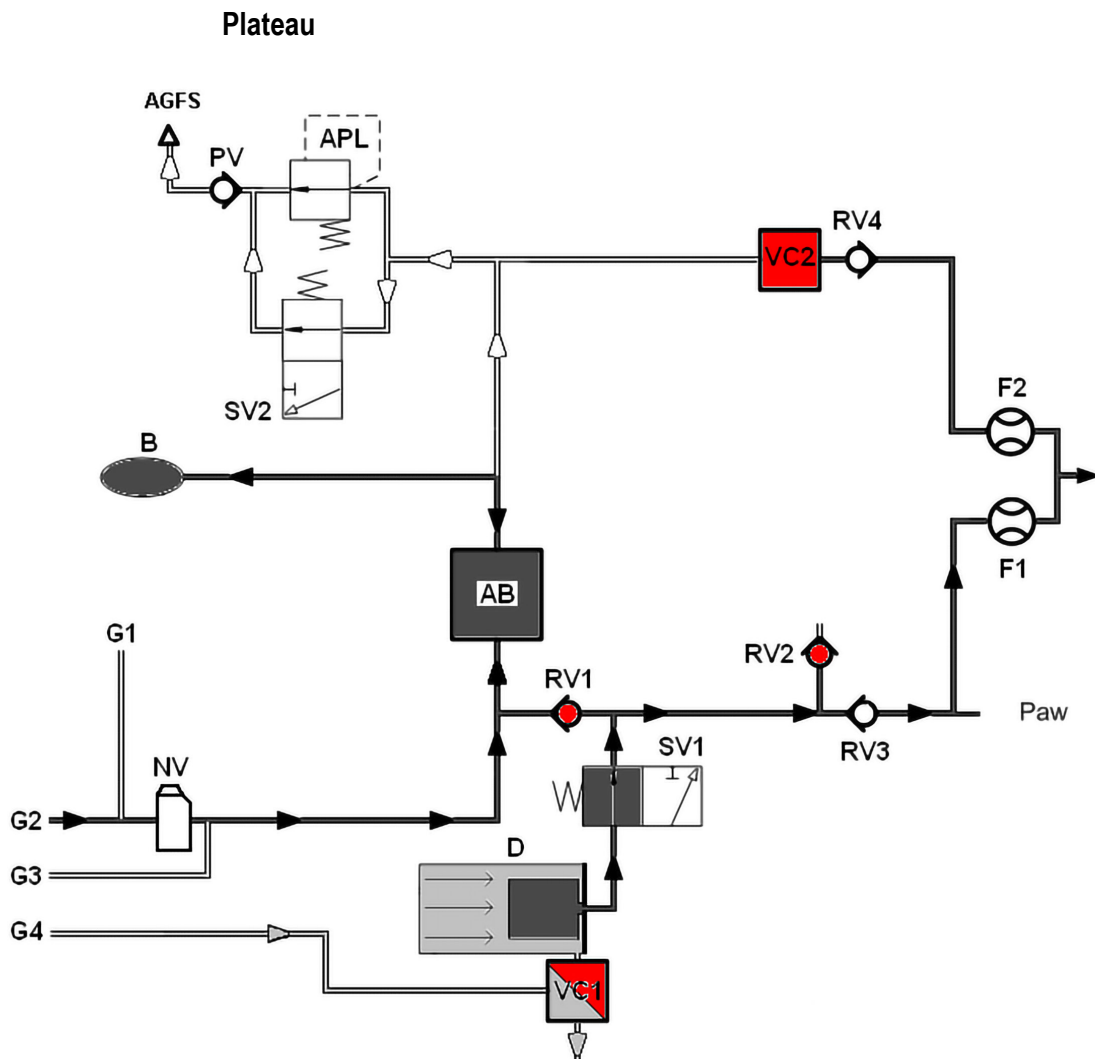 Plateau
AGFS
PV
APL
RV4
VC2
SV2
F2
B
F1
AB
G1
RV1
RV2
Paw
RV3
SV1
NV
G2
D
G3
G4
VC1